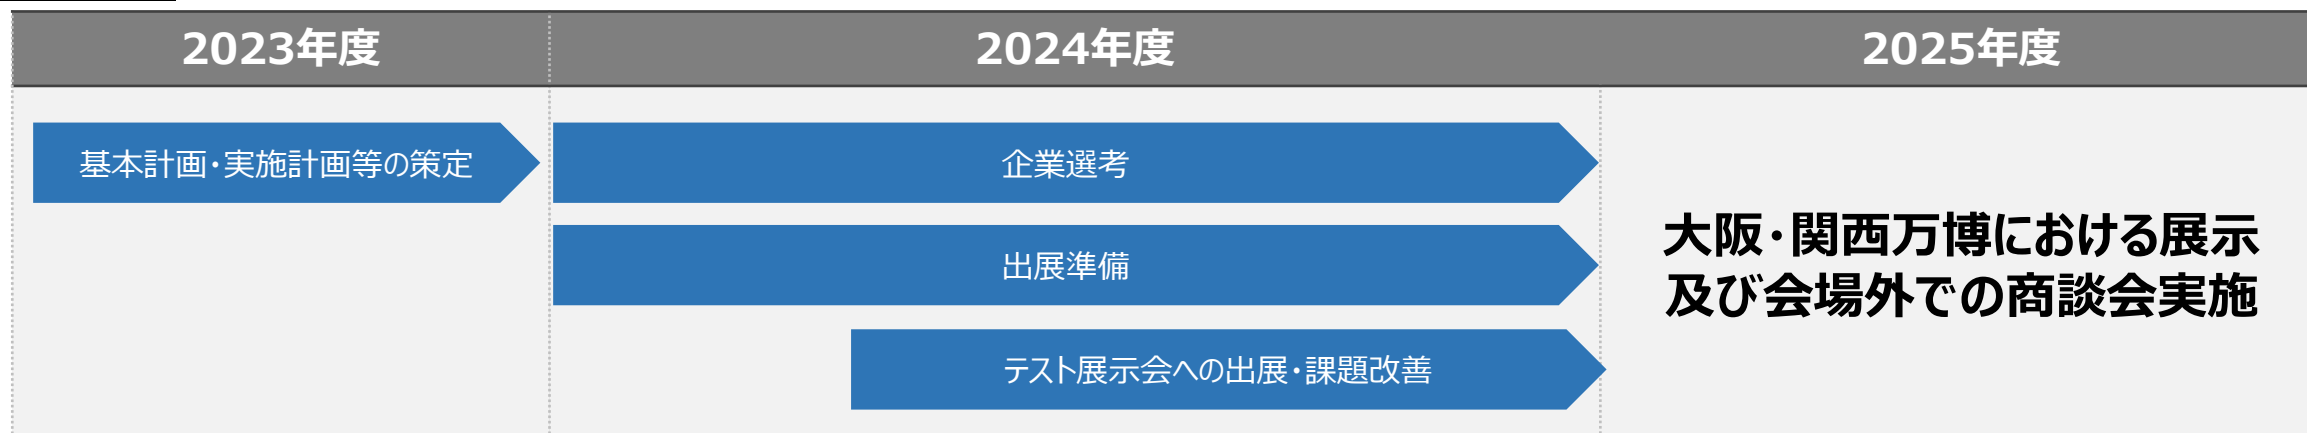 2023年度
2024年度
2025年度
基本計画・実施計画等の策定
企業選考
出展準備
テスト展示会への出展・課題改善
大阪・関西万博における展示
及び会場外での商談会実施